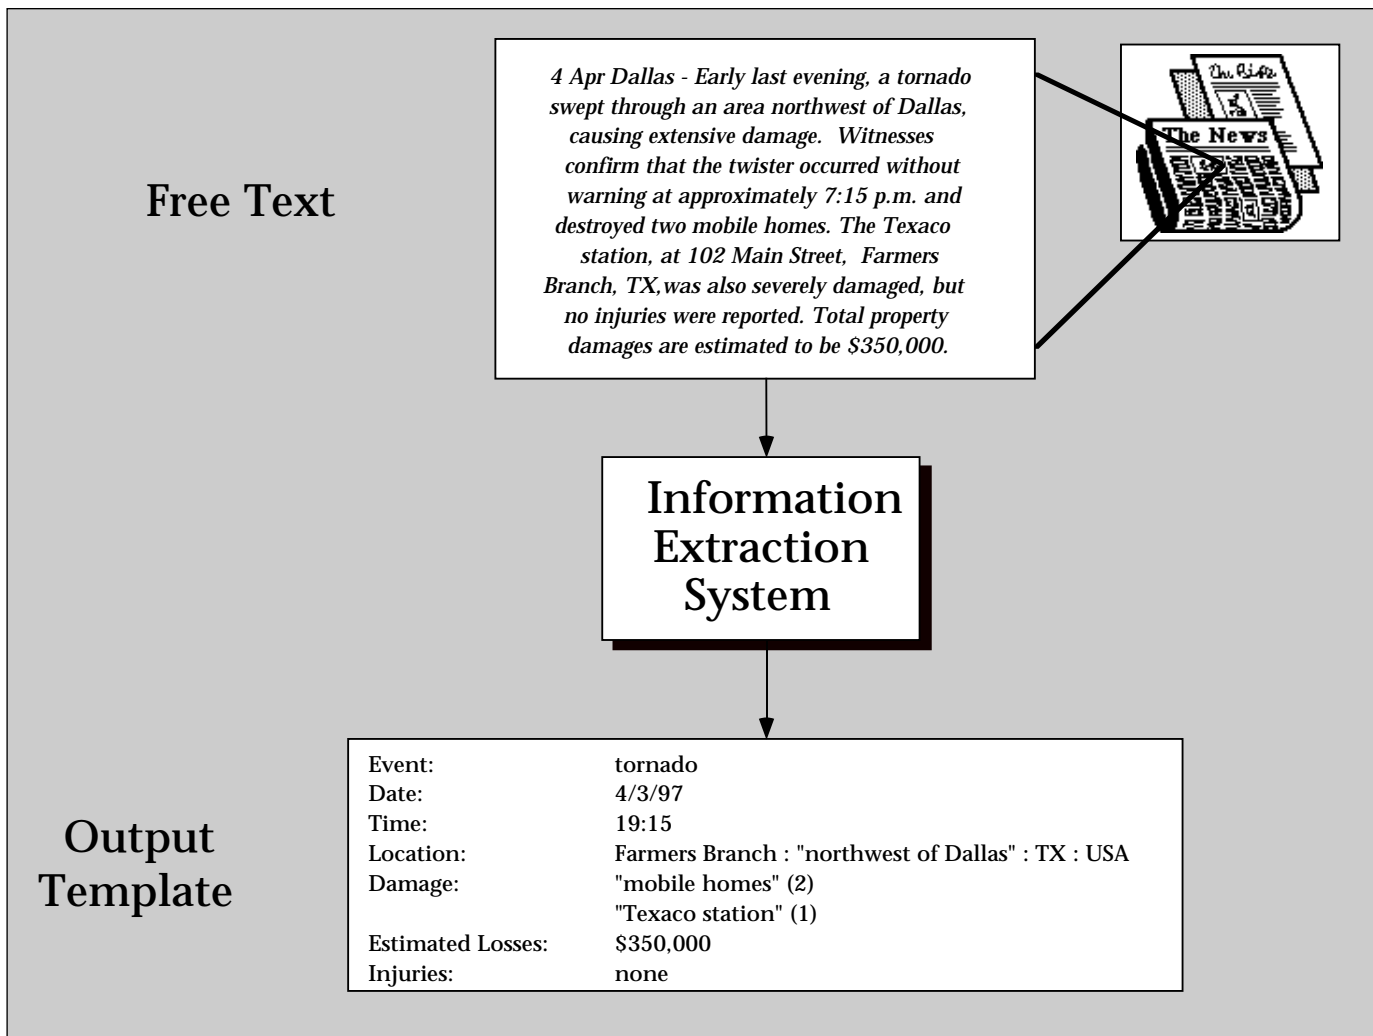 4 Apr Dallas - Early last evening, a tornado
swept through an area northwest of Dallas,
causing extensive damage.  Witnesses
confirm that the twister occurred without
warning at approximately 7:15 p.m. and
destroyed two mobile homes. The Texaco
station, at 102 Main Street,  Farmers
Branch, TX,was also severely damaged, but
no injuries were reported. Total property
damages are estimated to be $350,000.
The News
Free Text
Information
Extraction
System
Output
Template
Event: tornado
Date: 4/3/97
Time: 19:15
Location: Farmers Branch : "northwest of Dallas" : TX : USA
Damage: "mobile homes" (2)
"Texaco station" (1)
Estimated Losses: $350,000
Injuries: none